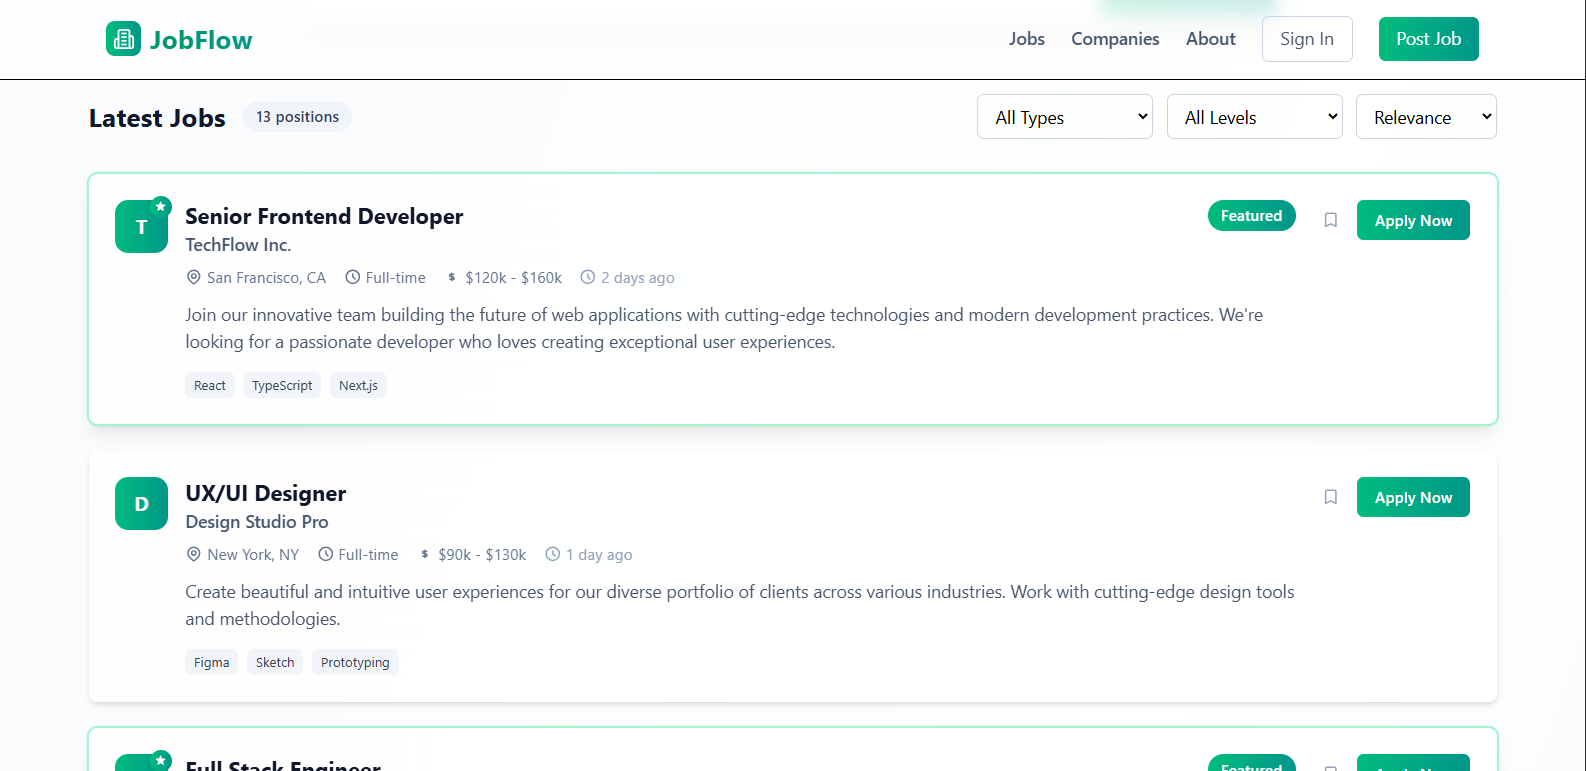 JobFlow
Jobs Companies About Sign In Post Job
Latest Jobs 13 positions All Types All Levels Relevance
T Senior Frontend Developer Featured Apply Now
TechFlow Inc.
San Francisco, CA Full-time $ $120k - $160k 2 days ago
Join our innovative team building the future of web applications with cutting-edge technologies and modern development practices. We're
looking for a passionate developer who loves creating exceptional user experiences.
React TypeScript Next.js
D UX/UI Designer Apply Now
Design Studio Pro
New York, NY Full-time $ $90k - $130k 1 day ago
Create beautiful and intuitive user experiences for our diverse portfolio of clients across various industries. Work with cutting-edge design tools
and methodologies.
Figma Sketch Prototyping
Full Stack Engineer Featured Apply Now